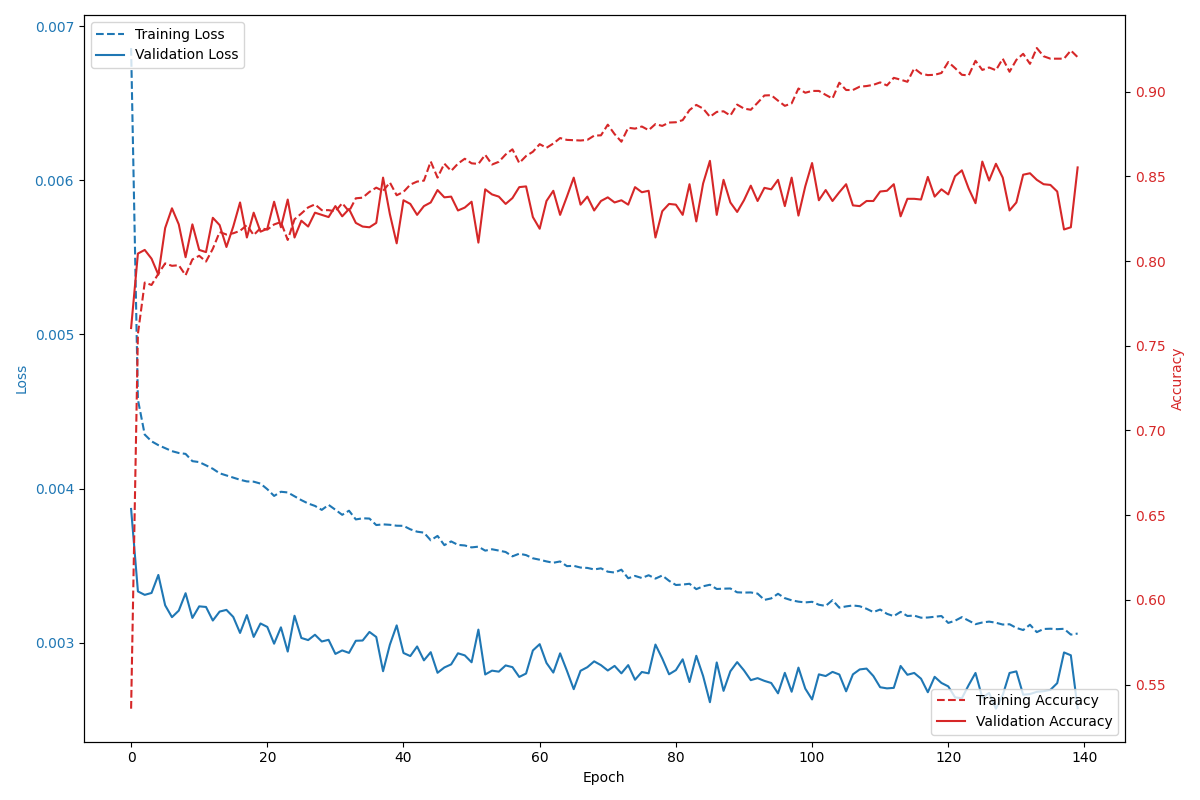 Training Loss
Validation Loss
0.007
0.006
0.005
0.004
0.003
Loss
0.90
0.85
0.80
0.75
0.70
0.65
0.60
0.55
Accuracy
Training Accuracy
Validation Accuracy
0 20 40 60 80 100 120 140
Epoch